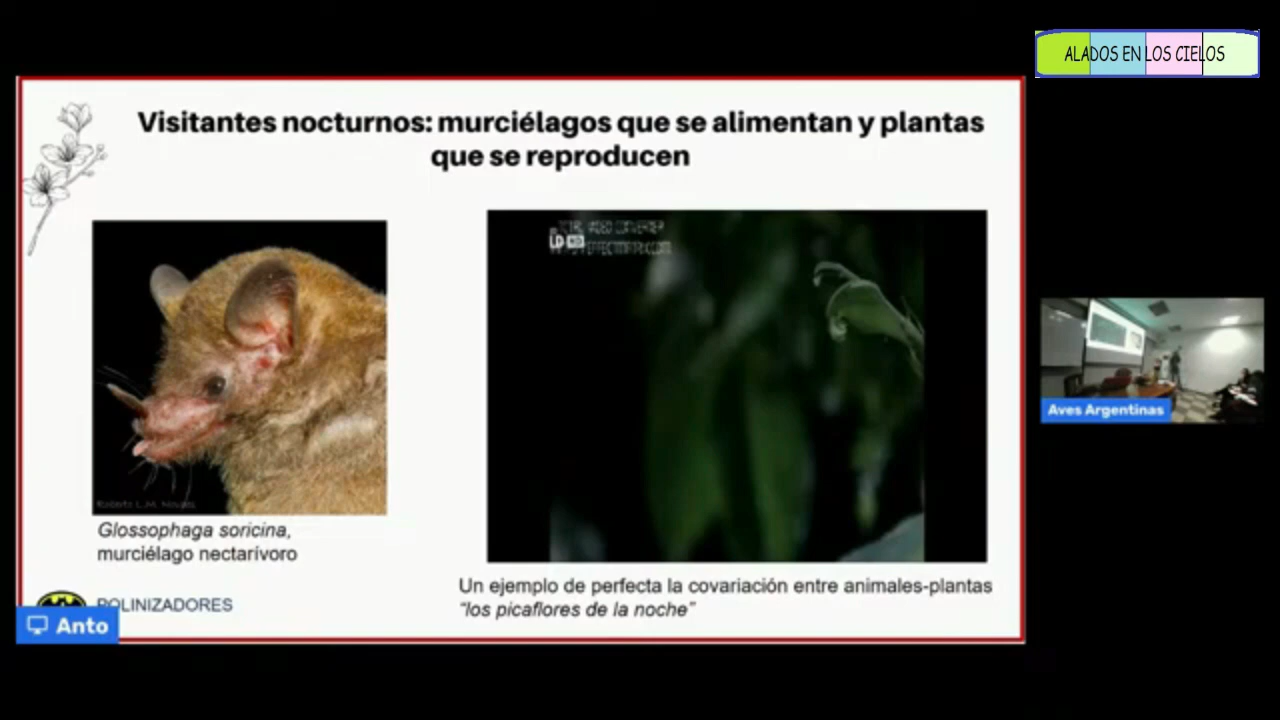 ALADOS EN LOS CIELOS
Visitantes nocturnos: murciélagos que se alimentan y plantas
que se reproducen
Glossophaga soricina,
murciélago nectarívoro
Un ejemplo de perfecta la covariación entre animales-plantas
"los picaflores de la noche"
POLINIZADORES
Anto
Aves Argentinas